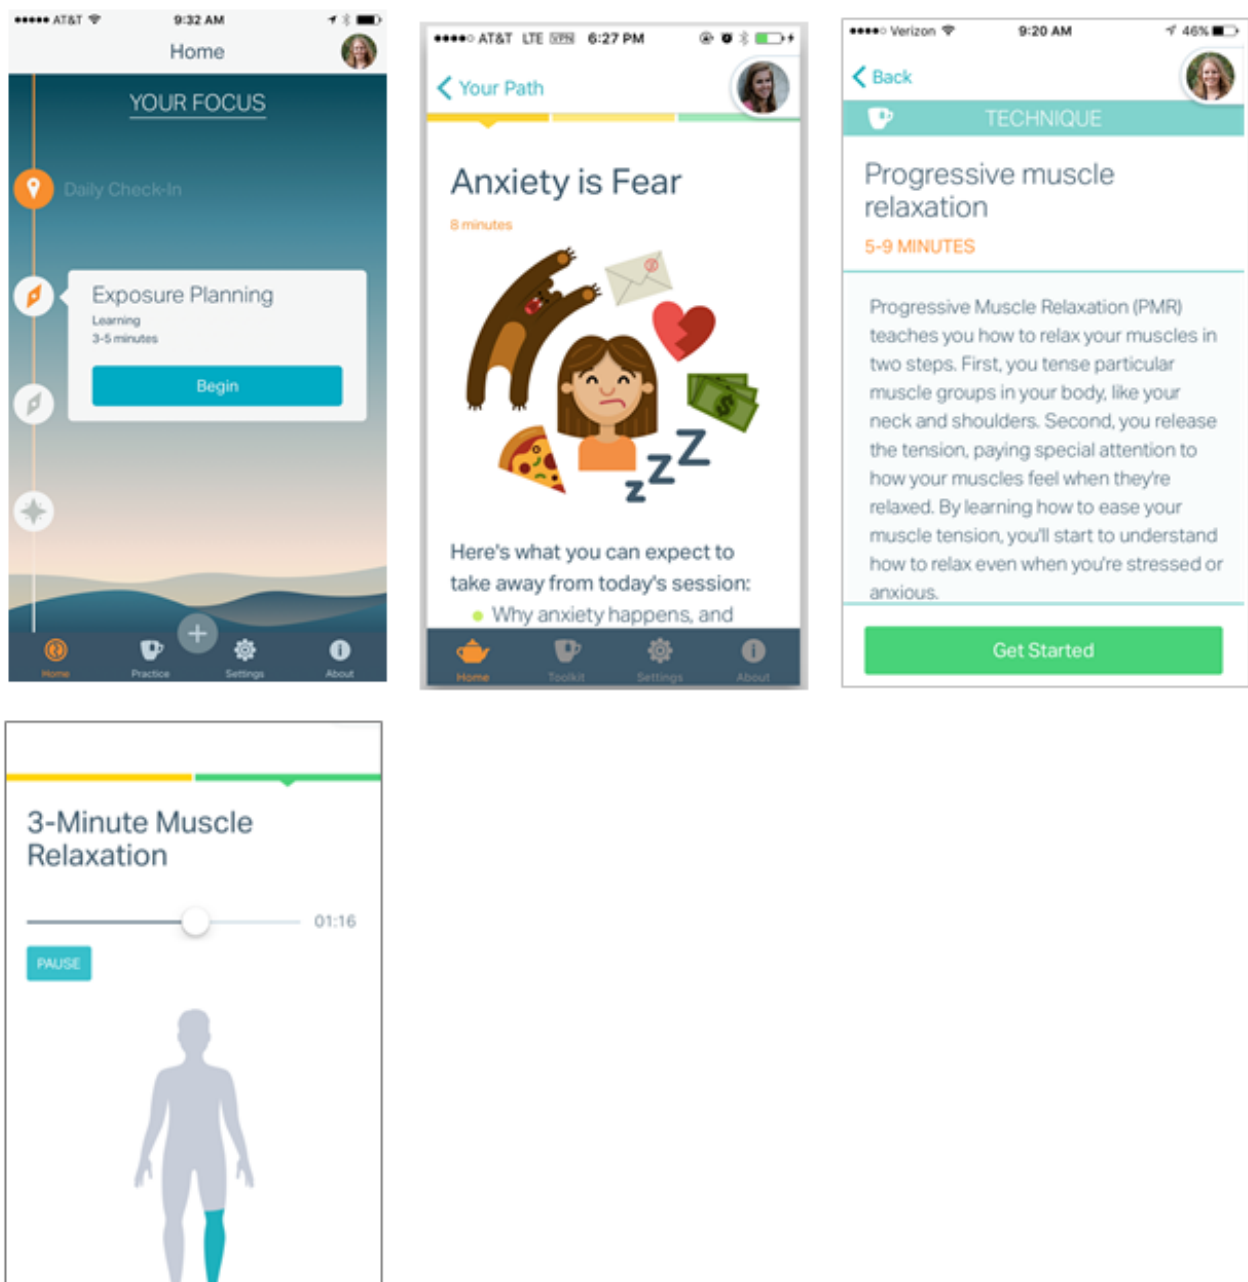 AT&T 9:32 AM
Home
YOUR FOCUS
Daily Check-In
Exposure Planning
Learning
3-5 minutes
Begin
Home Practice Settings About
AT&T LTE VPN 6:27 PM
Your Path
Anxiety is Fear
8 minutes
Here's what you can expect to
take away from today's session:
Why anxiety happens, and
Home Toolkit Settings About
Verizon 9:20 AM 46%
Back
TECHNIQUE
Progressive muscle
relaxation
5-9 MINUTES
Progressive Muscle Relaxation (PMR)
teaches you how to relax your muscles in
two steps. First, you tense particular
muscle groups in your body, like your
neck and shoulders. Second, you release
the tension, paying special attention to
how your muscles feel when they're
relaxed. By learning how to ease your
muscle tension, you'll start to understand
how to relax even when you're stressed or
anxious.
Get Started
3-Minute Muscle
Relaxation
01:16
PAUSE